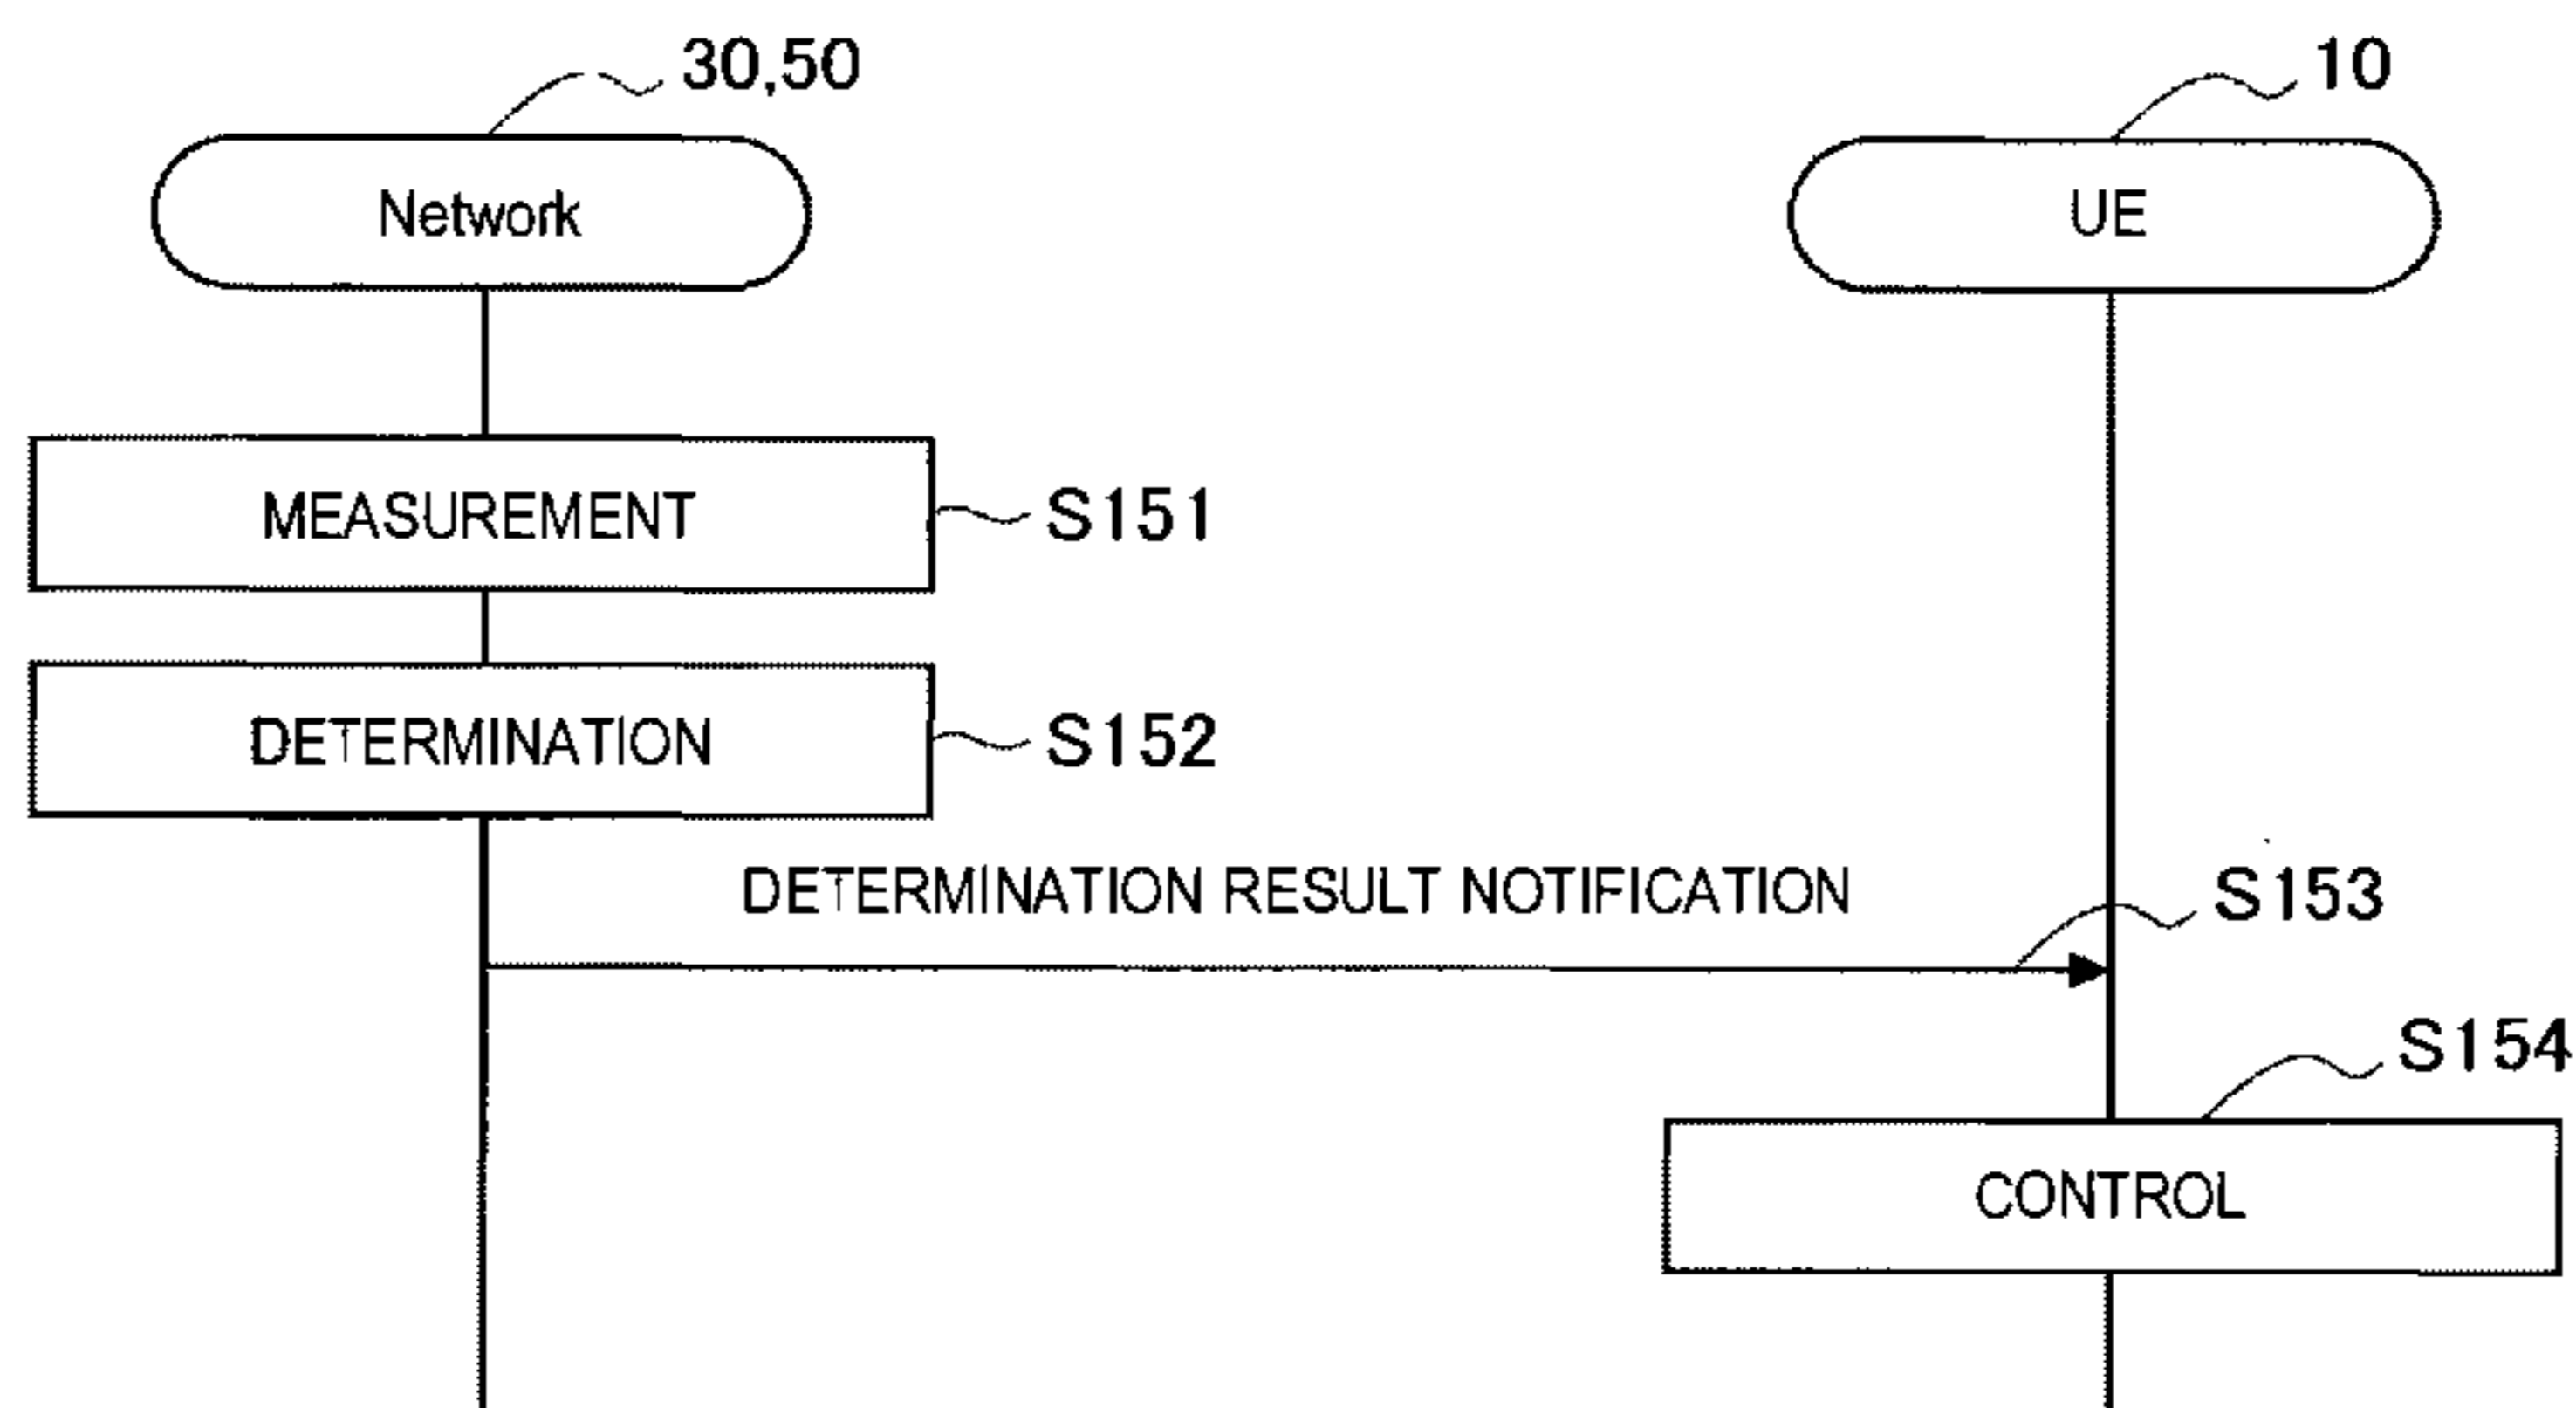 30,50
10
Network
UE
MEASUREMENT
S151
DETERMINATION
S152
DETERMINATION RESULT NOTIFICATION
S153
S154
CONTROL